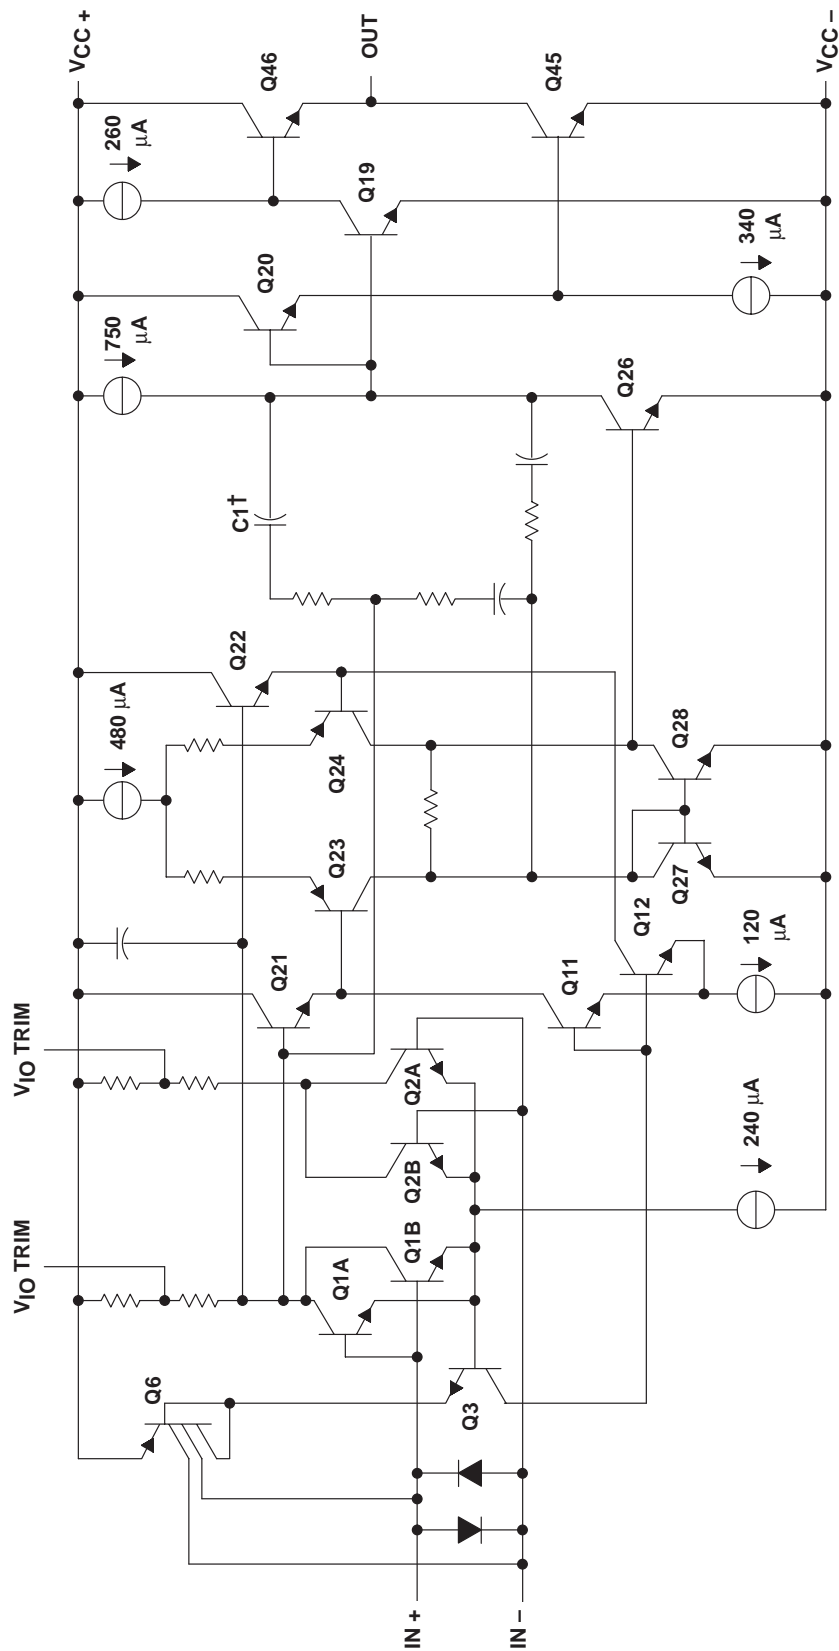 VIO TRIM
VIO TRIM
VCC +
480 μA
750
μA
260
μA
Q6
Q1A
Q1B
Q2B
Q2A
Q21
Q23
Q24
Q22
C1†
Q20
Q19
Q46
OUT
IN +
IN −
Q3
Q11
Q12
Q27
Q28
Q26
Q45
240 μA
120
μA
340
μA
VCC −